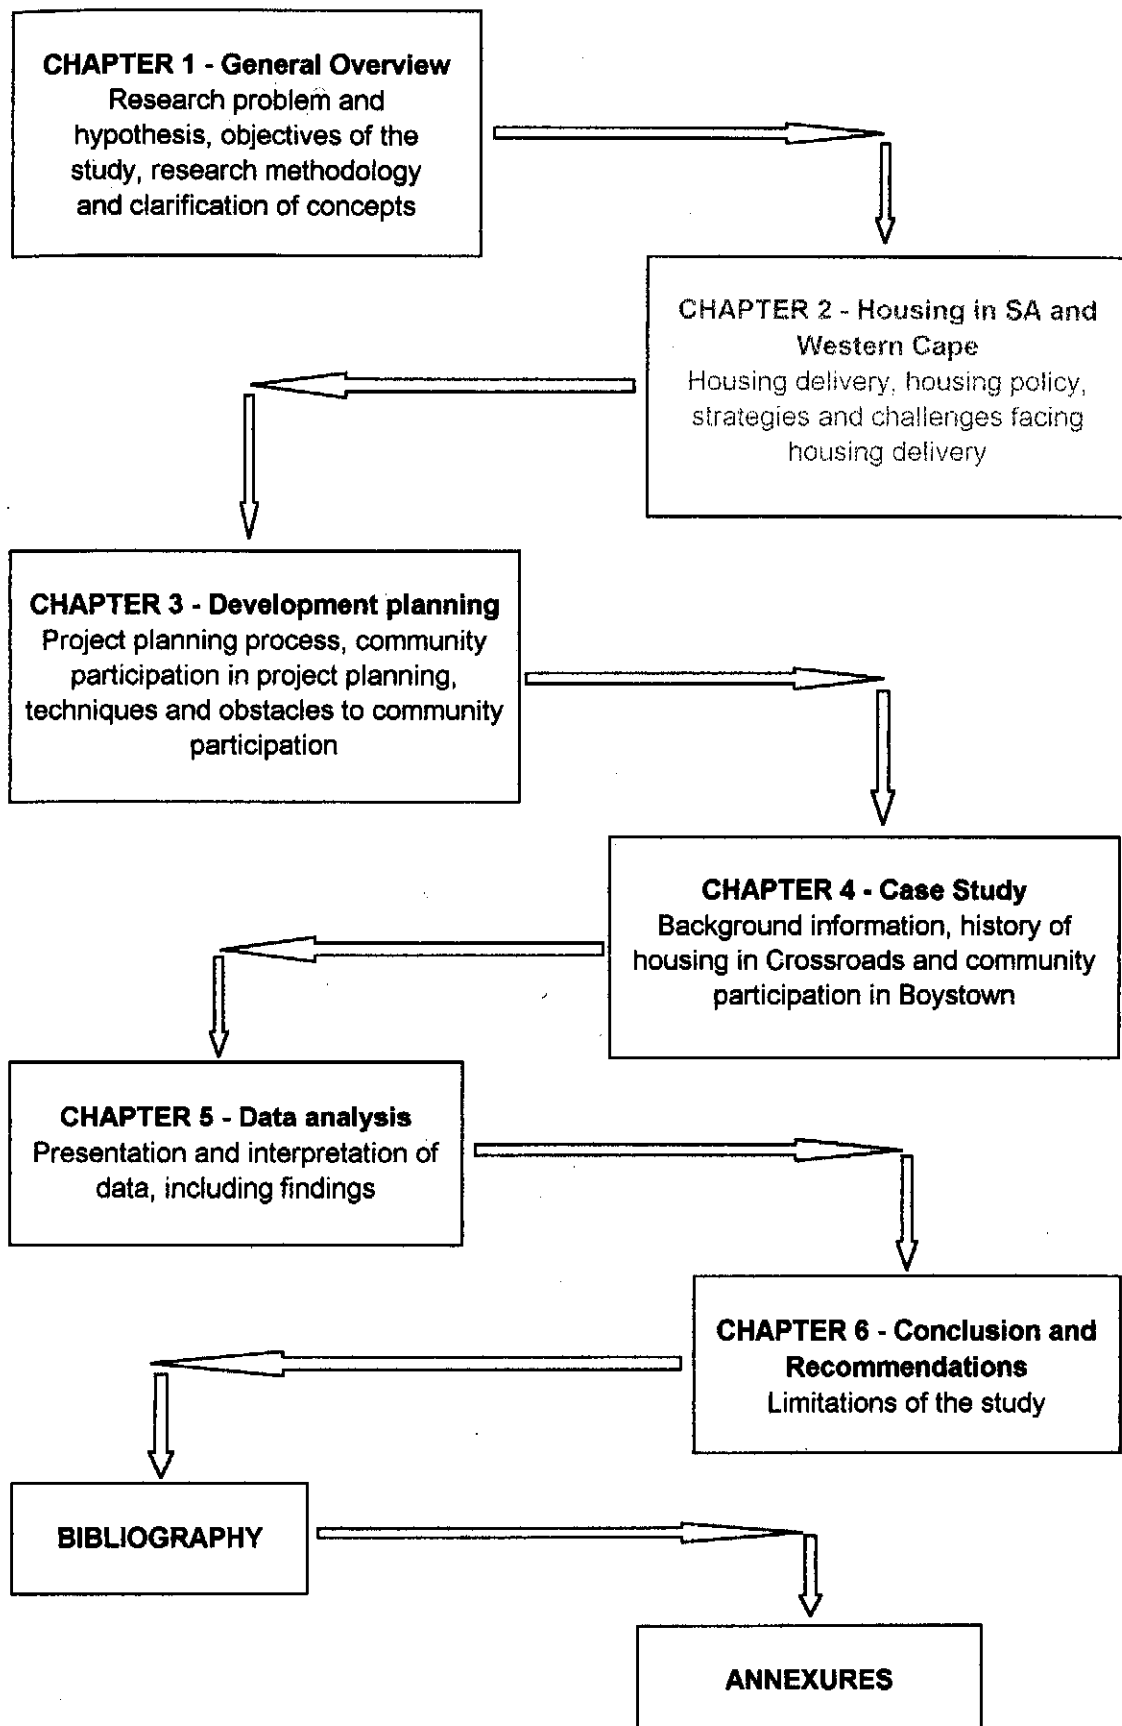 CHAPTER 1 - General Overview
Research problem and
hypothesis, objectives of the
study, research methodology
and clarification of concepts
CHAPTER 2 - Housing in SA and
Western Cape
Housing delivery, housing policy,
strategies and challenges facing
housing delivery
CHAPTER 3 - Development planning
Project planning process, community
participation in project planning,
techniques and obstacles to community
participation
CHAPTER 4 - Case Study
Background information, history of
housing in Crossroads and community
participation in Boystown
CHAPTER 5 - Data analysis
Presentation and interpretation of
data, including findings
CHAPTER 6 - Conclusion and
Recommendations
Limitations of the study
BIBLIOGRAPHY
ANNEXURES